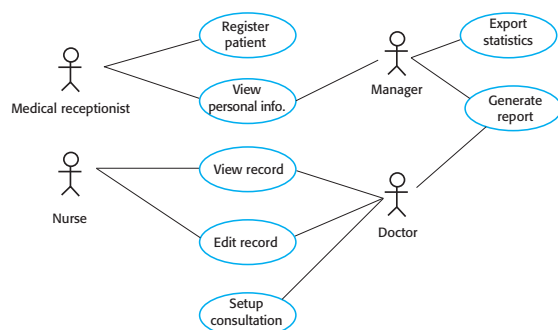 Register
patient
Export
statistics
Medical receptionist
View
personal info.
Manager
Generate
report
View record
Nurse
Edit record
Doctor
Setup
consultation